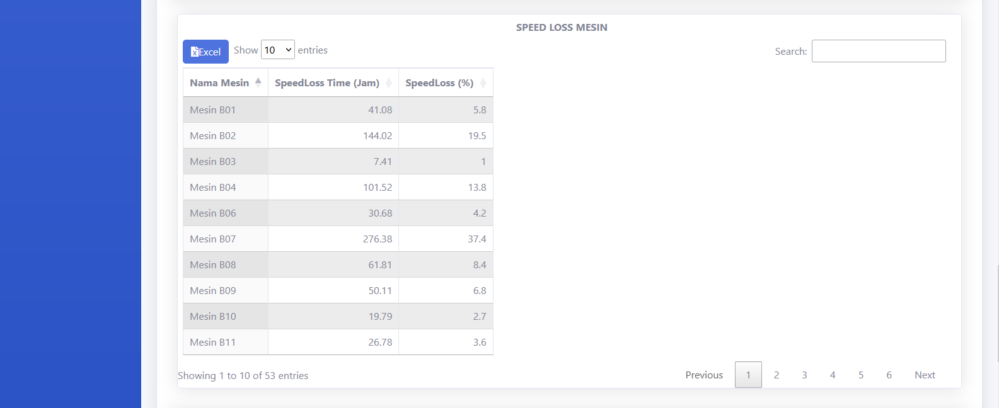 SPEED LOSS MESIN
Excel Show 10 entries Search:
Nama Mesin SpeedLoss Time (Jam) SpeedLoss (%)
Mesin B01 41.08 5.8
Mesin B02 144.02 19.5
Mesin B03 7.41 1
Mesin B04 101.52 13.8
Mesin B06 30.68 4.2
Mesin B07 276.38 37.4
Mesin B08 61.81 8.4
Mesin B09 50.11 6.8
Mesin B10 19.79 2.7
Mesin B11 26.78 3.6
Showing 1 to 10 of 53 entries Previous 1 2 3 4 5 6 Next